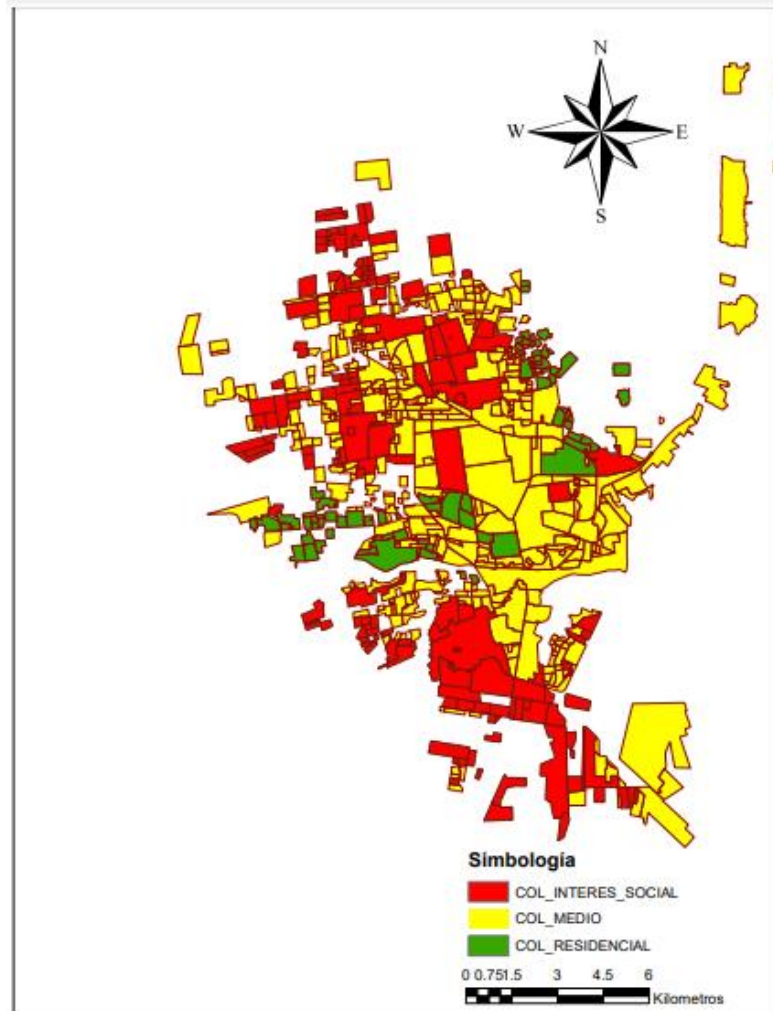 N
W E
S
Simbología
COL_INTERES_SOCIAL
COL_MEDIO
COL_RESIDENCIAL
0 0.751.5 3 4.5 6
Kilometros